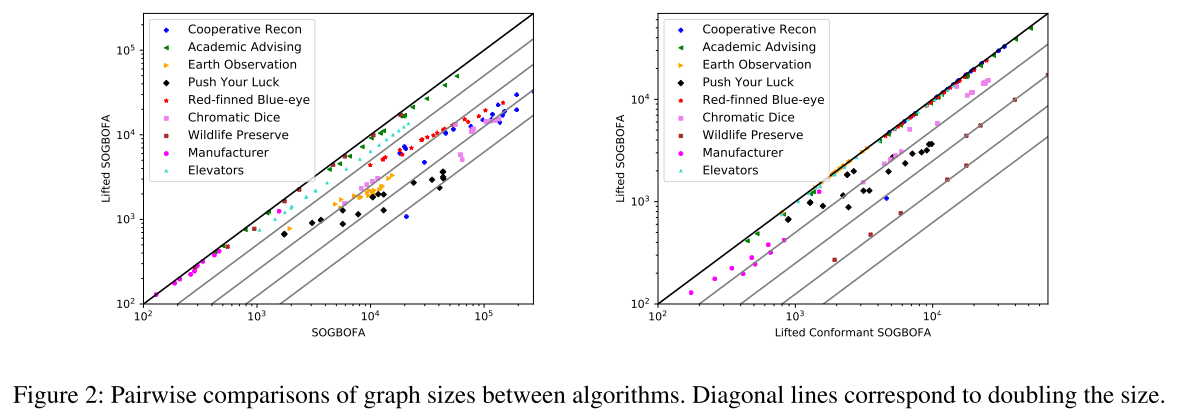 Cooperative Recon
Academic Advising
Earth Observation
Push Your Luck
Red-finned Blue-eye
Chromatic Dice
Wildlife Preserve
Manufacturer
Elevators
10^5
10^4
10^3
10^2
Lifted SOGBOFA
10^2
10^3
10^4
10^5
SOGBOFA
Cooperative Recon
Academic Advising
Earth Observation
Push Your Luck
Red-finned Blue-eye
Chromatic Dice
Wildlife Preserve
Manufacturer
Elevators
10^4
10^3
10^2
Lifted SOGBOFA
10^2
10^3
10^4
Lifted Conformant SOGBOFA
Figure 2: Pairwise comparisons of graph sizes between algorithms. Diagonal lines correspond to doubling the size.